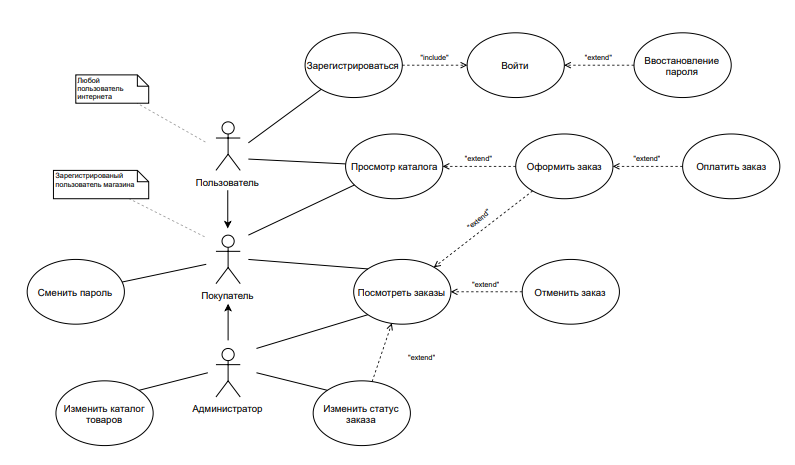 Зарегистрироваться
"include"
Войти
"extend"
Ввостановление
пароля
Любой
пользователь
интернета
Пользователь
Просмотр каталога
"extend"
Оформить заказ
"extend"
Оплатить заказ
Зарегистрированый
пользователь магазина
"extend"
Сменить пароль
Покупатель
Посмотреть заказы
"extend"
Отменить заказ
"extend"
Изменить каталог
товаров
Администратор
Изменить статус
заказа